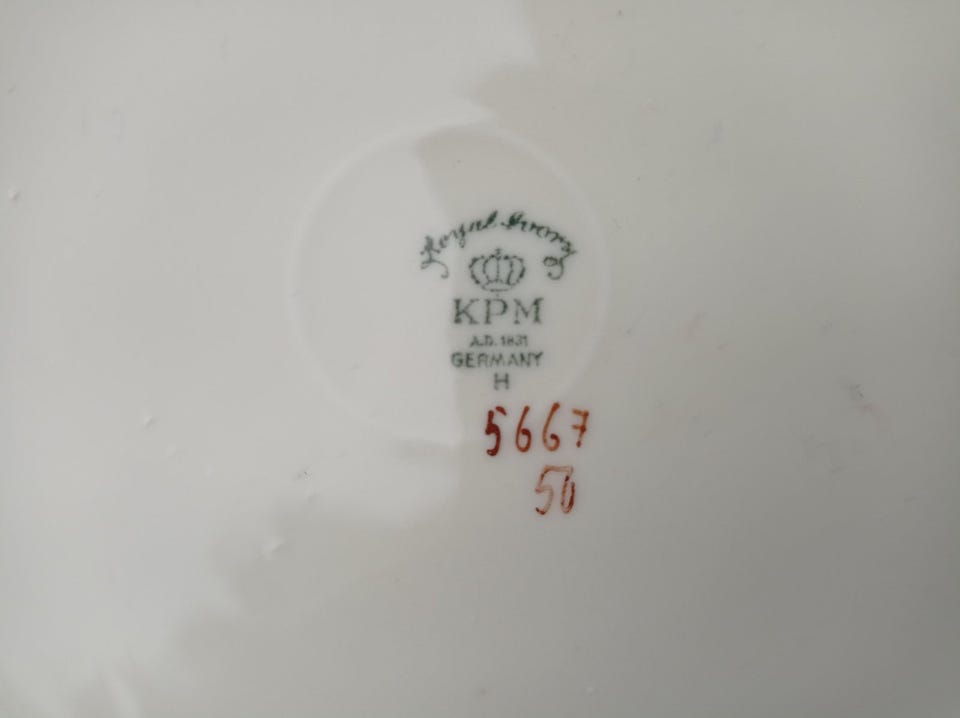 Royal Ivory
KPM
A.D. 1831
GERMANY
H
5667
50